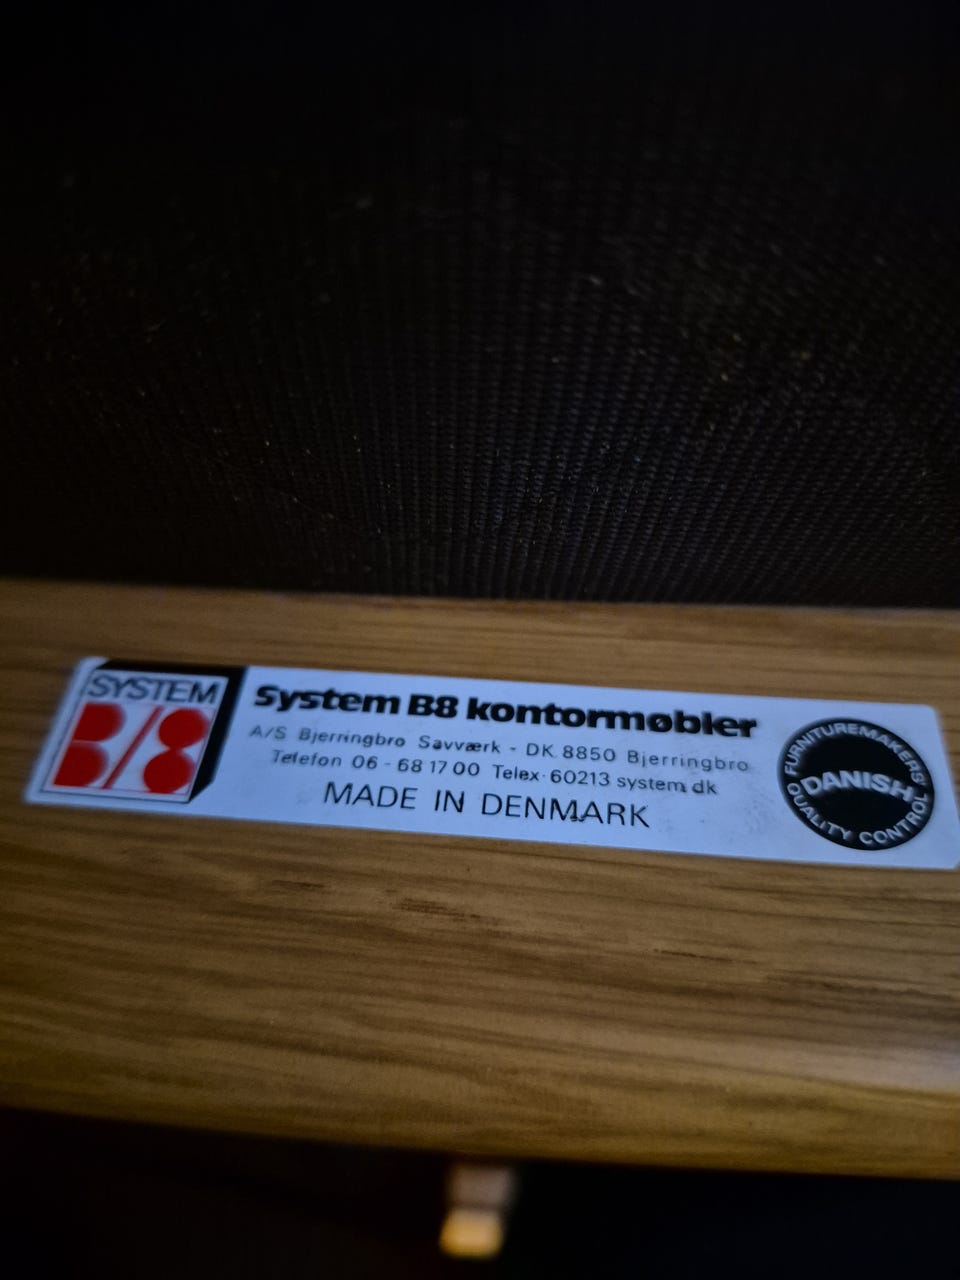 SYSTEM
B/8
System B8 kontormøbler
A/S Bjerringbro Savværk - DK 8850 Bjerringbro
Telefon 06 - 68 17 00 Telex 60213 system dk
MADE IN DENMARK
FURNITUREMAKERS'
DANISH
QUALITY CONTROL